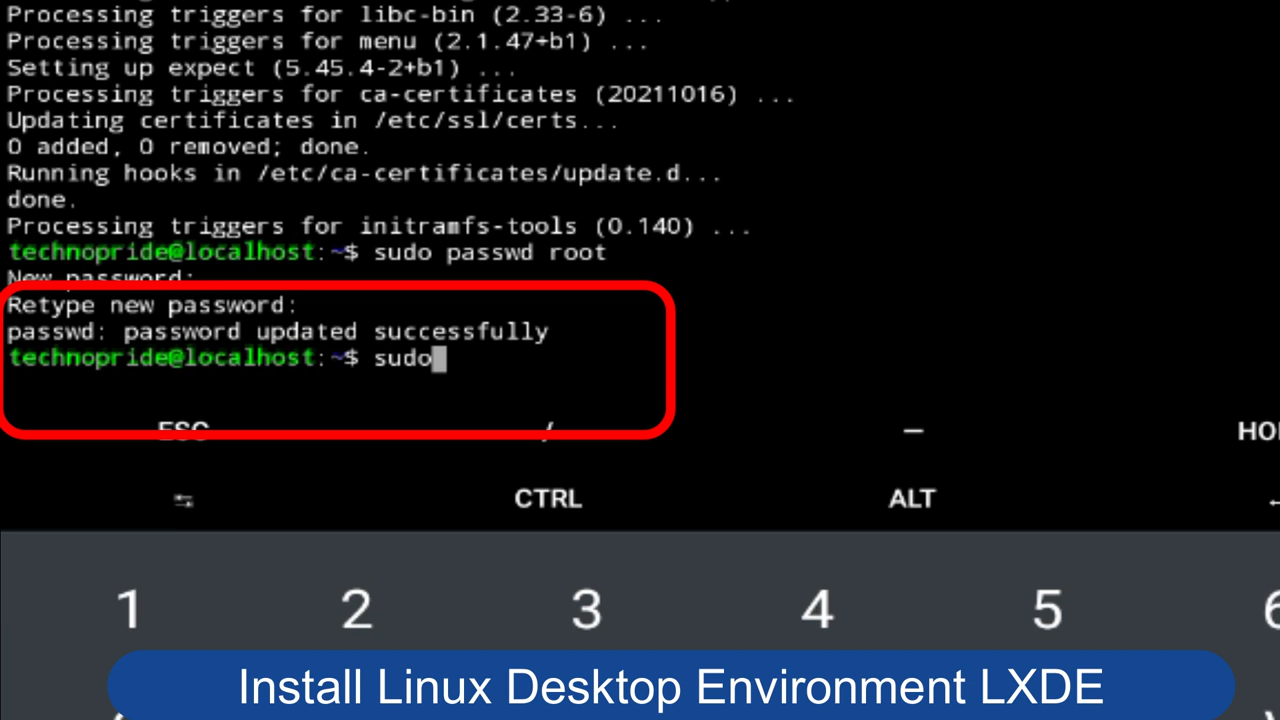 Processing triggers for libc-bin (2.33-6) ...
Processing triggers for menu (2.1.47+b1) ...
Setting up expect (5.45.4-2+b1) ...
Processing triggers for ca-certificates (20211016) ...
Updating certificates in /etc/ssl/certs...
0 added, 0 removed; done.
Running hooks in /etc/ca-certificates/update.d...
done.
Processing triggers for initramfs-tools (0.140) ...
technopride@localhost:~$ sudo passwd root
New password:
Retype new password:
passwd: password updated successfully
technopride@localhost:~$ sudo
ESC / —
CTRL ALT
1 2 3 4 5 6
Install Linux Desktop Environment LXDE